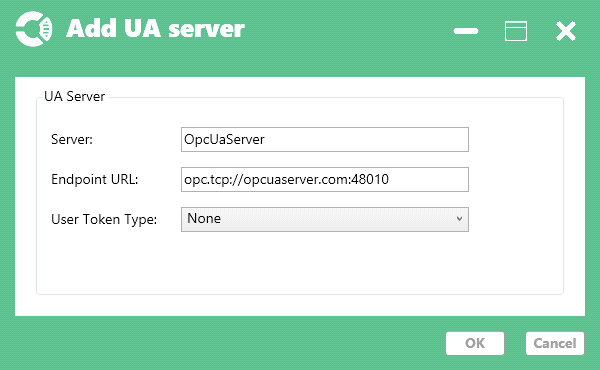 Add UA server
UA Server
Server: OpcUaServer
Endpoint URL: opc.tcp://opcuaserver.com:48010
User Token Type: None
OK Cancel